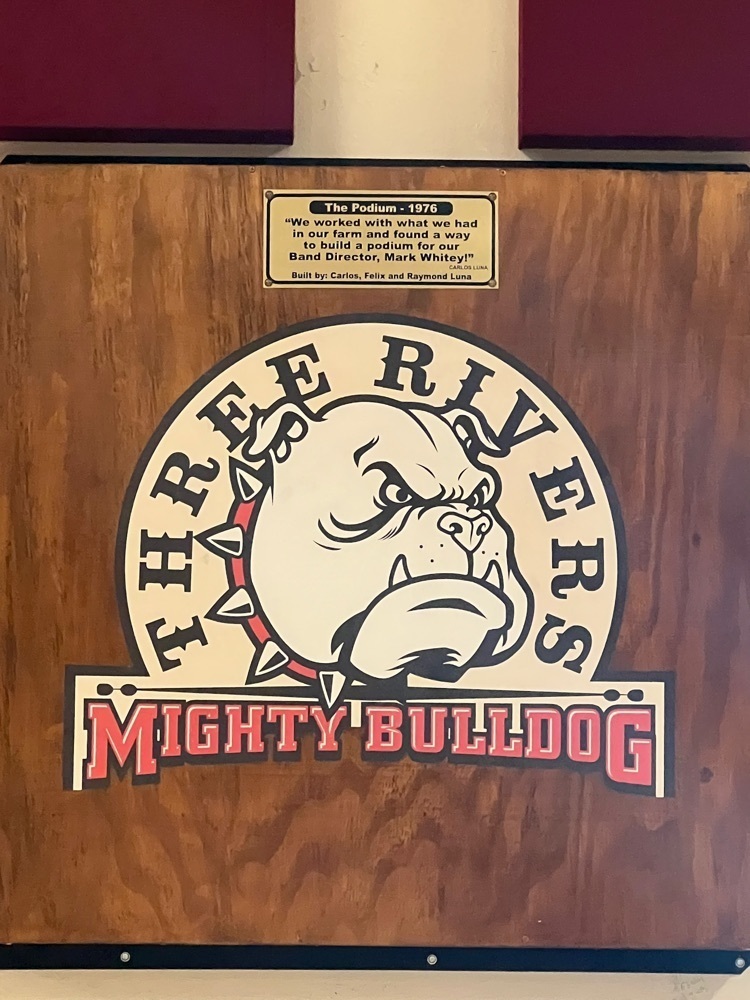 The Podium - 1976
“We worked with what we had
in our farm and found a way
to build a podium for our
Band Director, Mark Whitey!”
CARLOS LUNA
Built by: Carlos, Felix and Raymond Luna
THREE RIVERS
MIGHTY BULLDOG